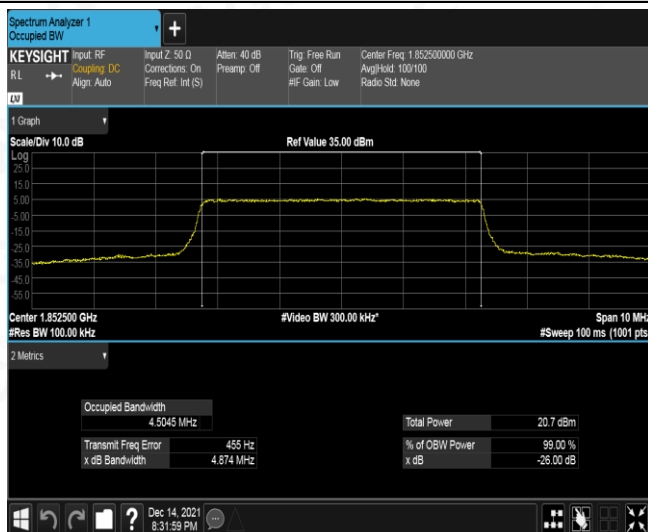 Spectrum Analyzer 1
Occupied BW
KEYSIGHT Input: RF Input Z: 50 Ω Atten: 40 dB Trig: Free Run Center Freq: 1.852500000 GHz
RL Coupling: DC Corrections: On Preamp: Off Gate: Off Avg|Hold: 100/100
Align: Auto Freq Ref: Int (S) #IF Gain: Low Radio Std: None
LXI
1 Graph
Scale/Div 10.0 dB Ref Value 35.00 dBm
Log
25.0
15.0
5.00
-5.00
-15.0
-25.0
-35.0
-45.0
-55.0
Center 1.852500 GHz #Video BW 300.00 kHz* Span 10 MHz
#Res BW 100.00 kHz #Sweep 100 ms (1001 pts
2 Metrics
Occupied Bandwidth
4.5045 MHz Total Power 20.7 dBm
Transmit Freq Error 455 Hz % of OBW Power 99.00 %
x dB Bandwidth 4.874 MHz x dB -26.00 dB
? Dec 14, 2021
8:31:59 PM